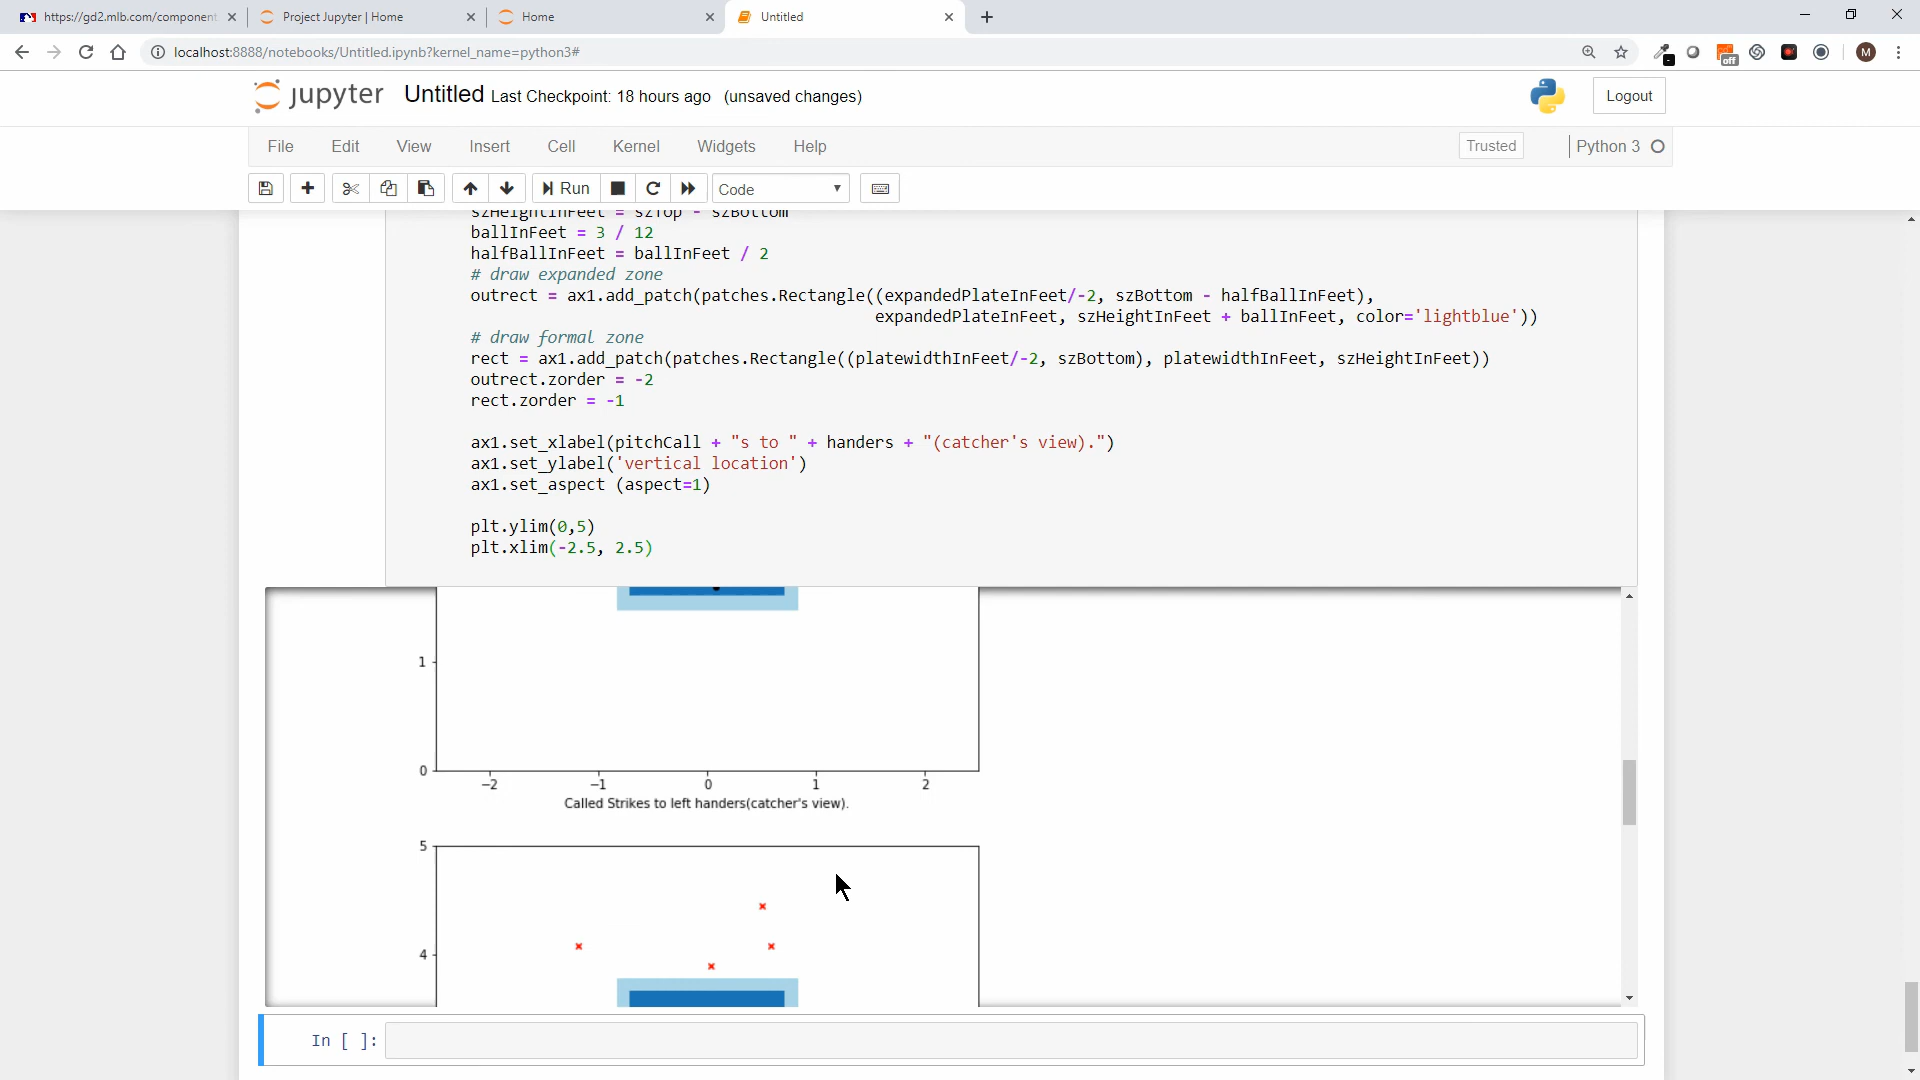 https://gd2.mlb.com/component
Project Jupyter | Home
Home
Untitled
localhost:8888/notebooks/Untitled.ipynb?kernel_name=python3#
off
M
jupyter Untitled Last Checkpoint: 18 hours ago (unsaved changes)
Logout
File Edit View Insert Cell Kernel Widgets Help
Trusted
Python 3
Run
Code
szHeightInFeet = szTop - szBottom
ballInFeet = 3 / 12
halfBallInFeet = ballInFeet / 2
# draw expanded zone
outrect = ax1.add_patch(patches.Rectangle((expandedPlateInFeet/-2, szBottom - halfBallInFeet),
expandedPlateInFeet, szHeightInFeet + ballInFeet, color='lightblue'))
# draw formal zone
rect = ax1.add_patch(patches.Rectangle((platewidthInFeet/-2, szBottom), platewidthInFeet, szHeightInFeet))
outrect.zorder = -2
rect.zorder = -1
ax1.set_xlabel(pitchCall + "s to " + handers + "(catcher's view).")
ax1.set_ylabel('vertical location')
ax1.set_aspect (aspect=1)
plt.ylim(0,5)
plt.xlim(-2.5, 2.5)
1
0
−2 −1 0 1 2
Called Strikes to left handers(catcher's view).
5
4
In [ ]: